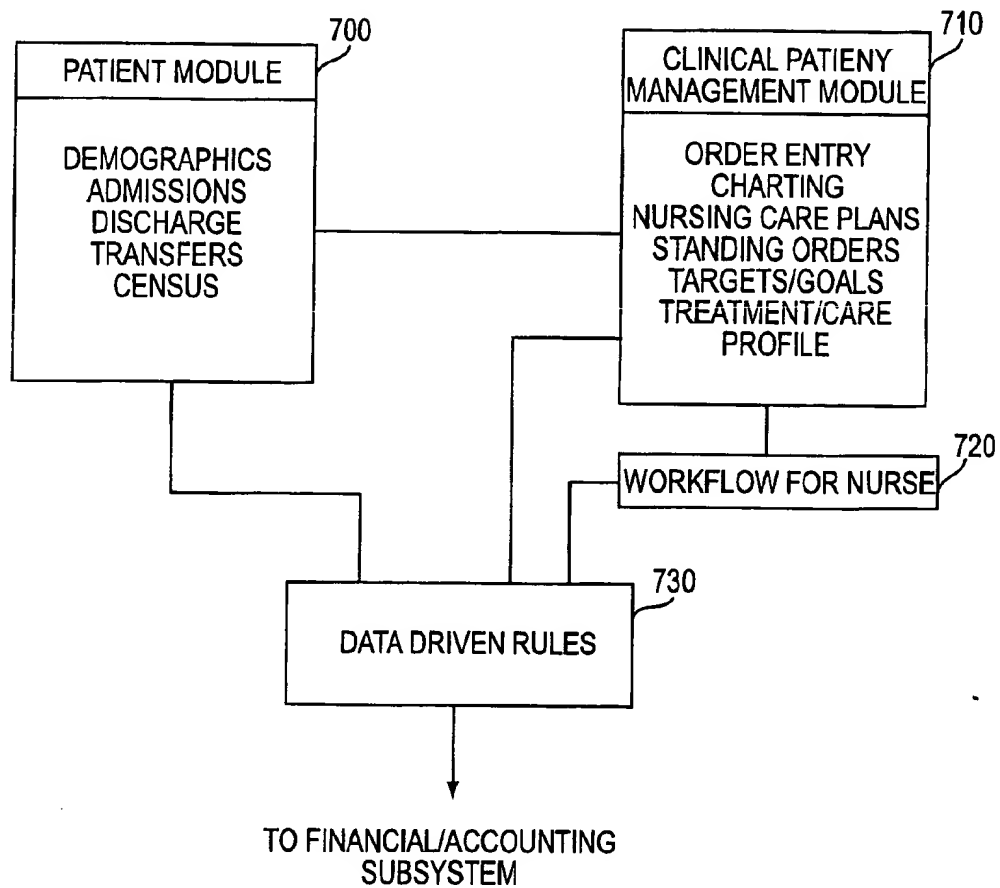 700
PATIENT MODULE
DEMOGRAPHICS
ADMISSIONS
DISCHARGE
TRANSFERS
CENSUS
710
CLINICAL PATIENY
MANAGEMENT MODULE
ORDER ENTRY
CHARTING
NURSING CARE PLANS
STANDING ORDERS
TARGETS/GOALS
TREATMENT/CARE
PROFILE
720
WORKFLOW FOR NURSE
730
DATA DRIVEN RULES
TO FINANCIAL/ACCOUNTING
SUBSYSTEM